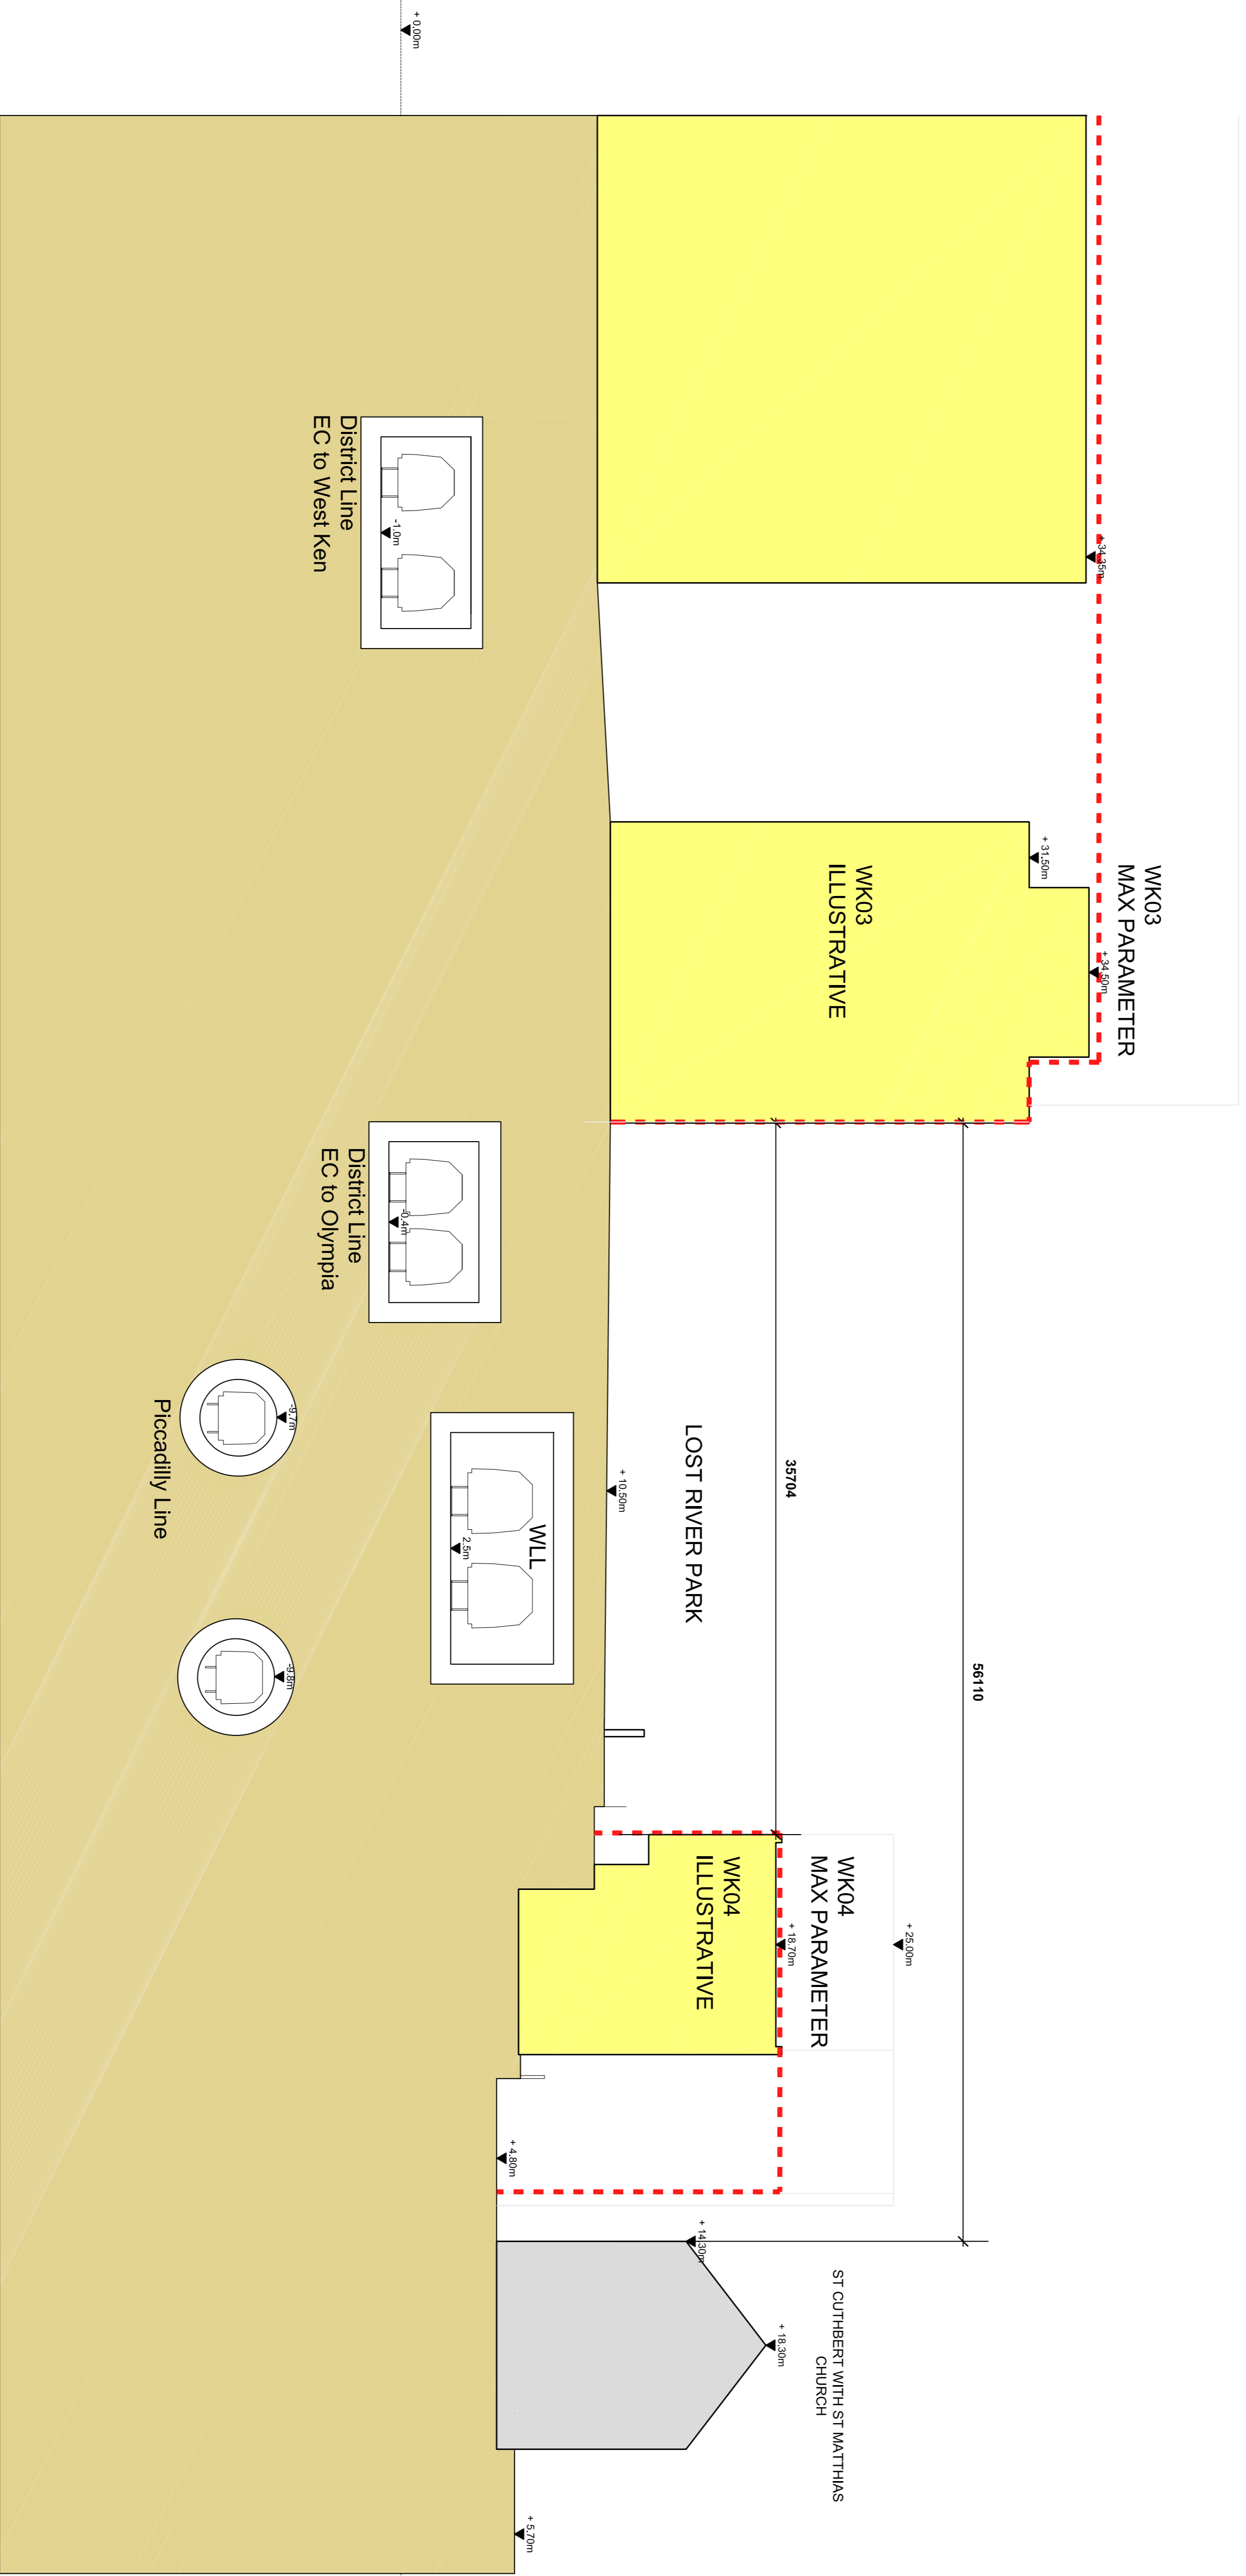 + 0.00m
WK03
MAX PARAMETER
+ 34.35m
+ 34.50m
+ 31.50m
WK03
ILLUSTRATIVE
56110
35704
LOST RIVER PARK
+ 10.50m
+ 25.00m
WK04
MAX PARAMETER
+ 18.70m
WK04
ILLUSTRATIVE
+ 4.80m
ST CUTHBERT WITH ST MATTHIAS
CHURCH
+ 18.30m
+ 14.30m
+ 5.70m
-1.0m
District Line
EC to West Ken
-0.4m
District Line
EC to Olympia
WLL
2.5m
-9.7m
-9.8m
Piccadilly Line